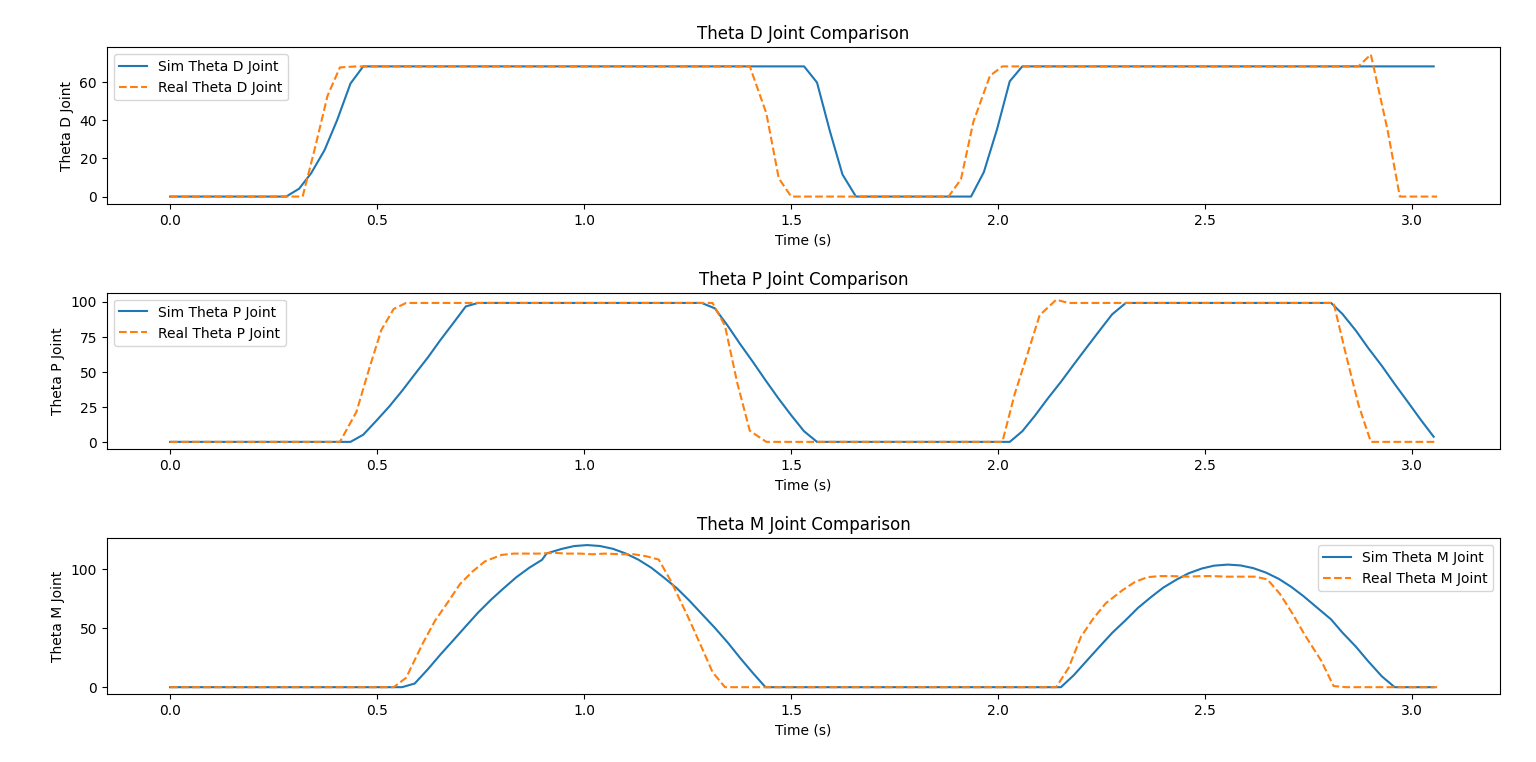 Theta D Joint Comparison
Sim Theta D Joint
Real Theta D Joint
Theta D Joint
60
40
20
0
0.0 0.5 1.0 1.5 2.0 2.5 3.0
Time (s)
Theta P Joint Comparison
Sim Theta P Joint
Real Theta P Joint
Theta P Joint
100
75
50
25
0
0.0 0.5 1.0 1.5 2.0 2.5 3.0
Time (s)
Theta M Joint Comparison
Sim Theta M Joint
Real Theta M Joint
Theta M Joint
100
50
0
0.0 0.5 1.0 1.5 2.0 2.5 3.0
Time (s)